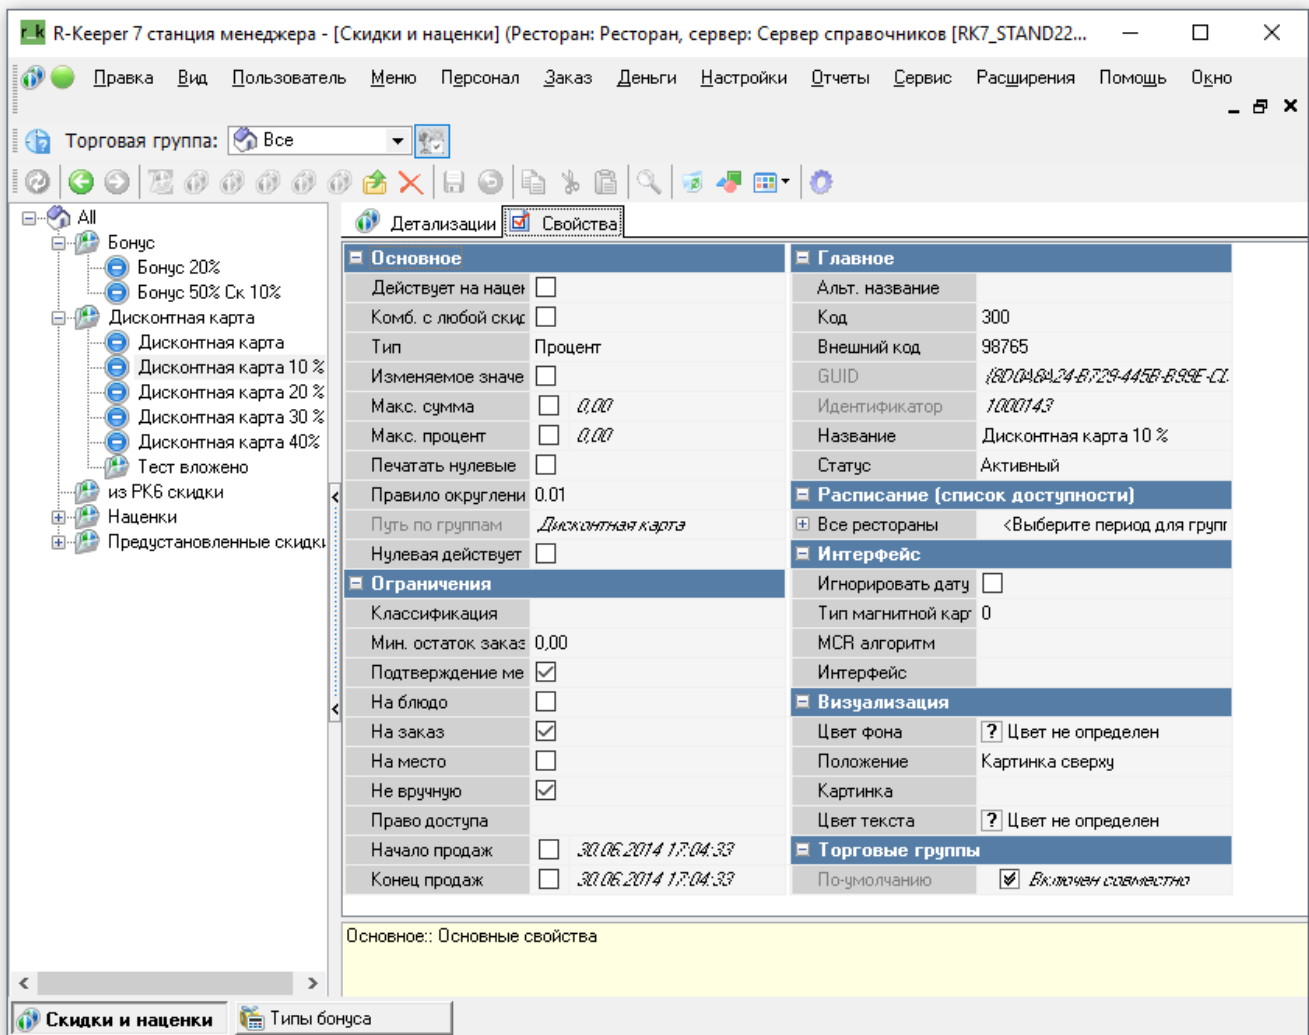 r_k R-Keeper 7 станция менеджера - [Скидки и наценки] (Ресторан: Ресторан, сервер: Сервер справочников [RK7_STAND22...
Правка Вид Пользователь Меню Персонал Заказ Деньги Настройки Отчеты Сервис Расширения Помощь Окно
Торговая группа: Все
All
Бонус
Бонус 20%
Бонус 50% Ск 10%
Дисконтная карта
Дисконтная карта
Дисконтная карта 10 %
Дисконтная карта 20 %
Дисконтная карта 30 %
Дисконтная карта 40%
Тест вложено
из РК6 скидки
Наценки
Предустановленные скидки
Детализации Свойства
Основное
Действует на нацен
Комб. с любой скид
Тип Процент
Изменяемое значе
Макс. сумма 0,00
Макс. процент 0,00
Печатать нулевые
Правило округлени 0.01
Путь по группам Дисконтная карта
Нулевая действует
Ограничения
Классификация
Мин. остаток заказ 0,00
Подтверждение ме
На блюдо
На заказ
На место
Не вручную
Право доступа
Начало продаж 30.06.2014 17:04:33
Конец продаж 30.06.2014 17:04:33
Главное
Альт. название
Код 300
Внешний код 98765
GUID {8D0A8A24-B729-445B-B99E-CL
Идентификатор 1000143
Название Дисконтная карта 10 %
Статус Активный
Расписание (список доступности)
Все рестораны <Выберите период для групп
Интерфейс
Игнорировать дату
Тип магнитной карт 0
MCR алгоритм
Интерфейс
Визуализация
Цвет фона ? Цвет не определен
Положение Картинка сверху
Картинка
Цвет текста ? Цвет не определен
Торговые группы
По-умолчанию Включен совместно
Основное:: Основные свойства
Скидки и наценки Типы бонуса